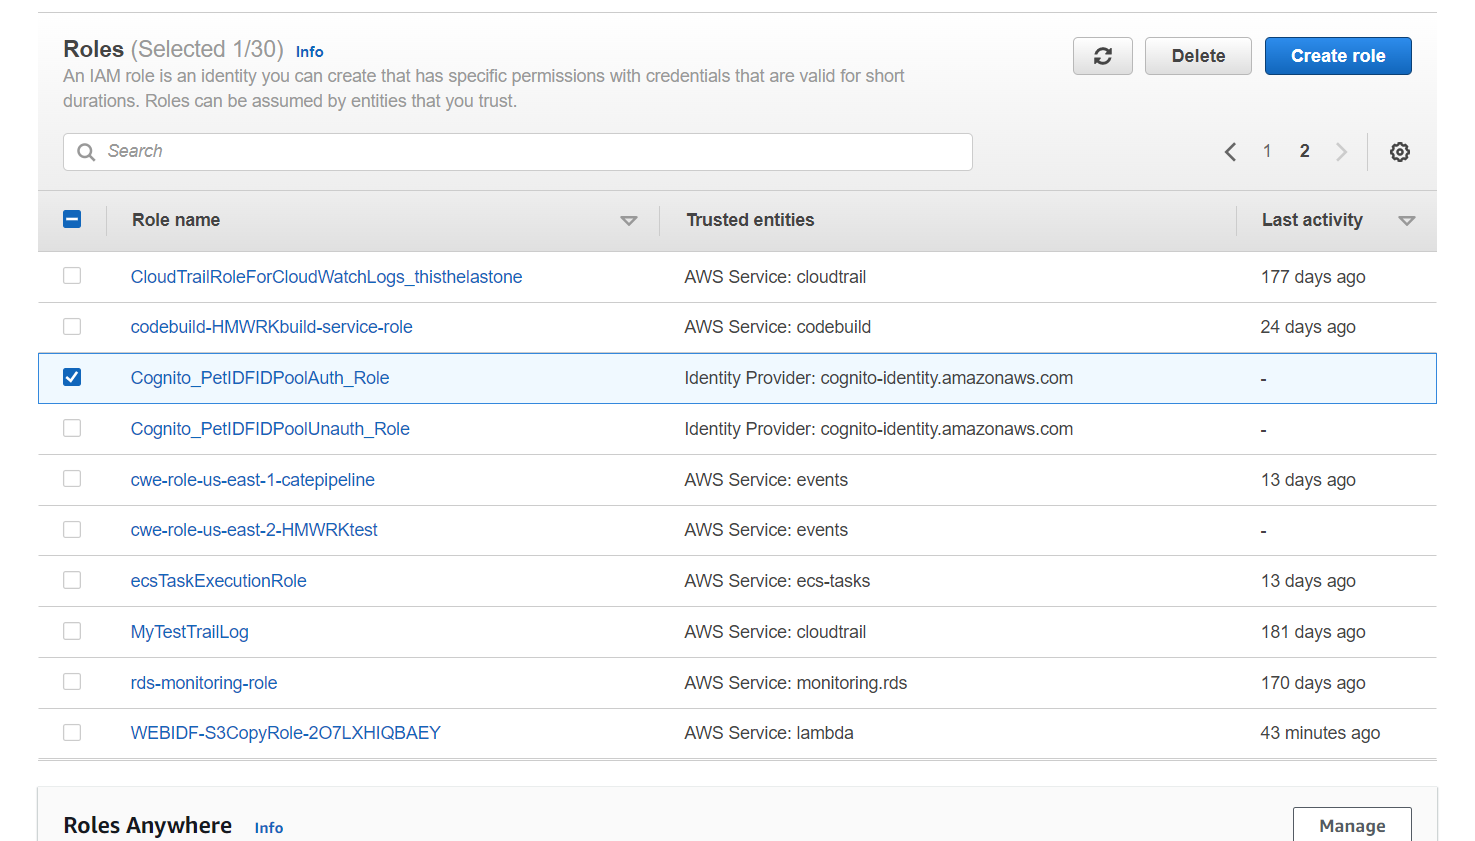 Roles (Selected 1/30) Info
An IAM role is an identity you can create that has specific permissions with credentials that are valid for short
durations. Roles can be assumed by entities that you trust.
Delete
Create role
Search
1 2
Role name Trusted entities Last activity
CloudTrailRoleForCloudWatchLogs_thisthelastone AWS Service: cloudtrail 177 days ago
codebuild-HMWRKbuild-service-role AWS Service: codebuild 24 days ago
Cognito_PetIDFIDPoolAuth_Role Identity Provider: cognito-identity.amazonaws.com -
Cognito_PetIDFIDPoolUnauth_Role Identity Provider: cognito-identity.amazonaws.com -
cwe-role-us-east-1-catepipeline AWS Service: events 13 days ago
cwe-role-us-east-2-HMWRKtest AWS Service: events -
ecsTaskExecutionRole AWS Service: ecs-tasks 13 days ago
MyTestTrailLog AWS Service: cloudtrail 181 days ago
rds-monitoring-role AWS Service: monitoring.rds 170 days ago
WEBIDF-S3CopyRole-2O7LXHIQBAEY AWS Service: lambda 43 minutes ago
Roles Anywhere Info
Manage